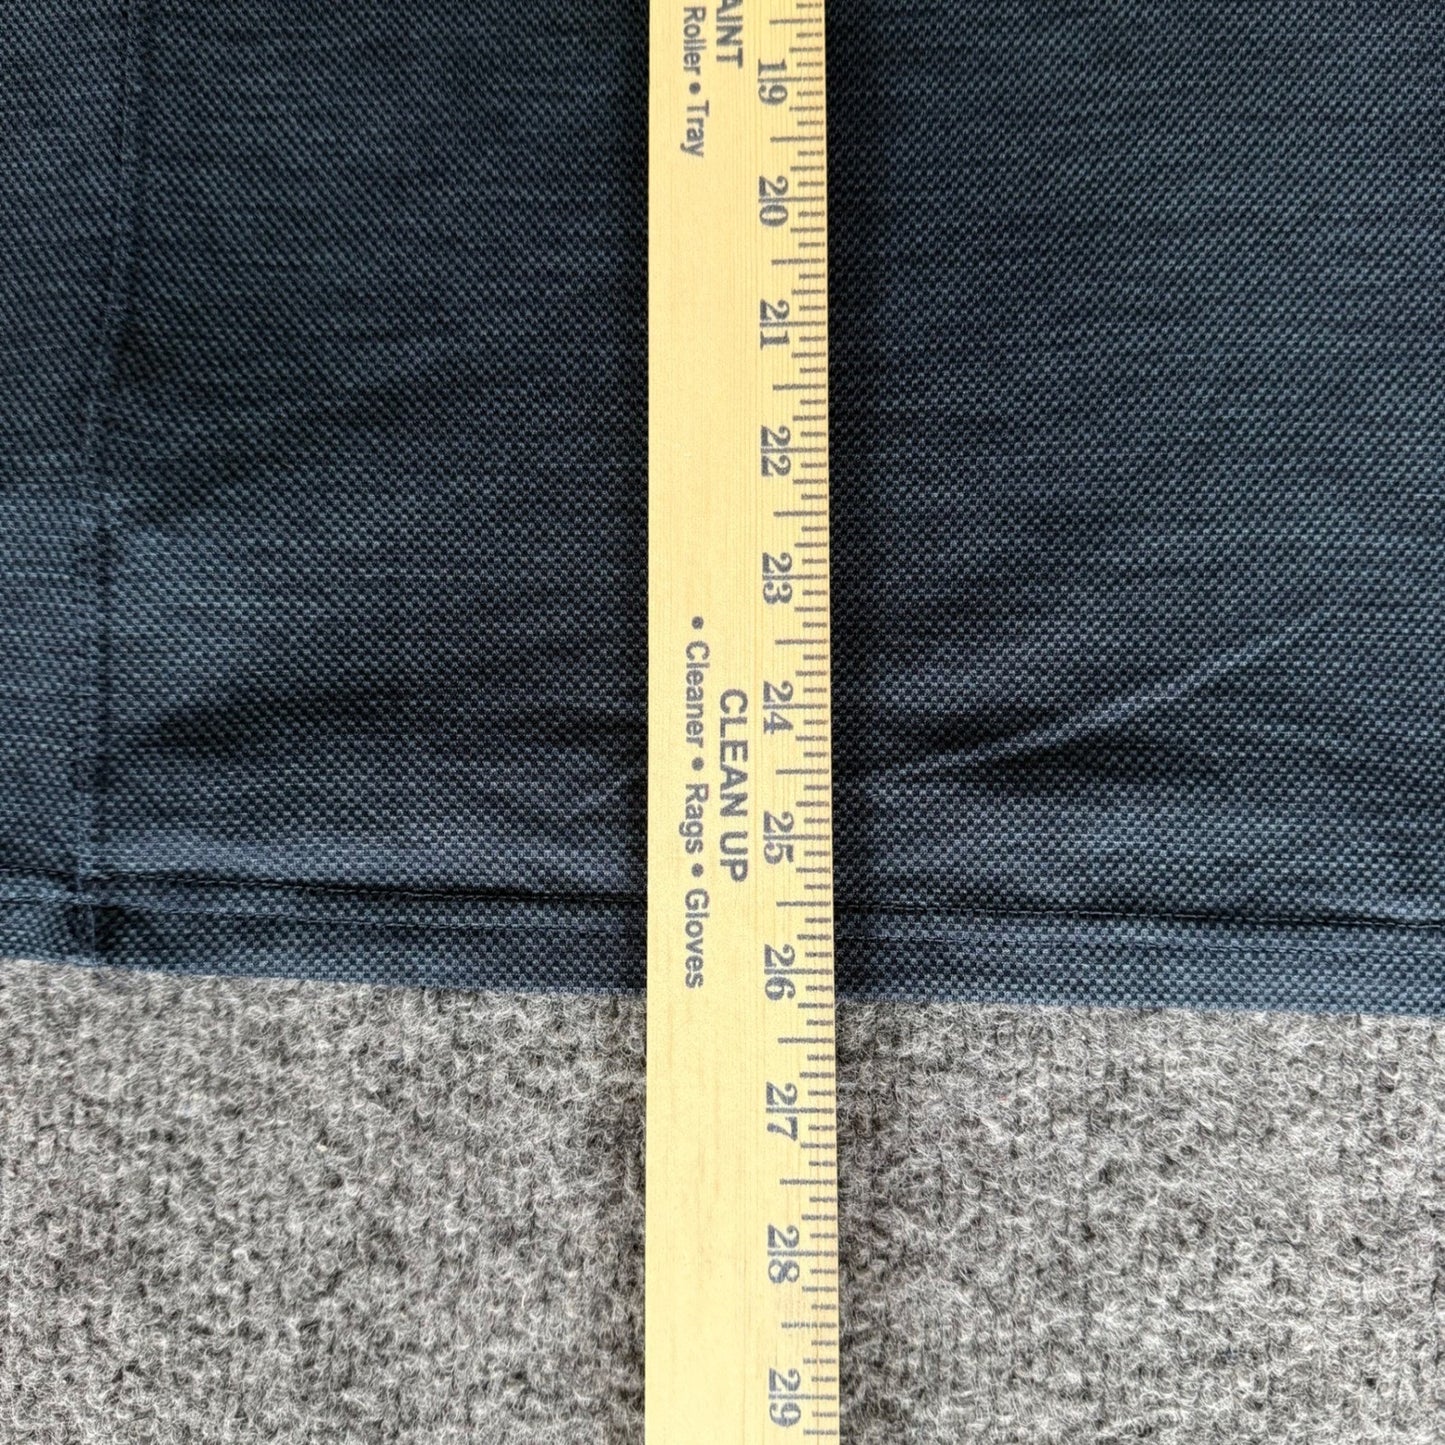 AINT
Roller • Tray
CLEAN UP
• Cleaner • Rags • Gloves
19 20 21 22 23 24 25 26 27 28 29